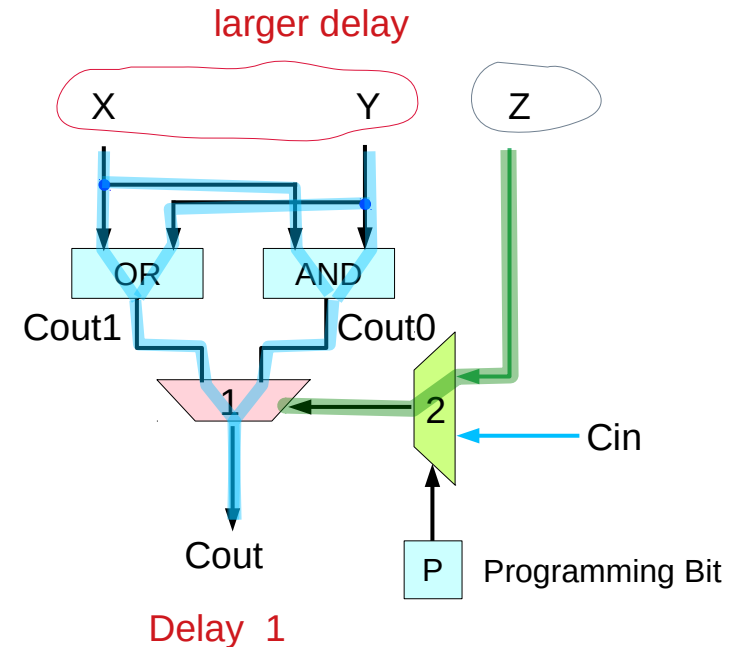 larger delay
X Y Z
OR AND
Cout1 Cout0
1 2
Cin
Cout
P Programming Bit
Delay 1